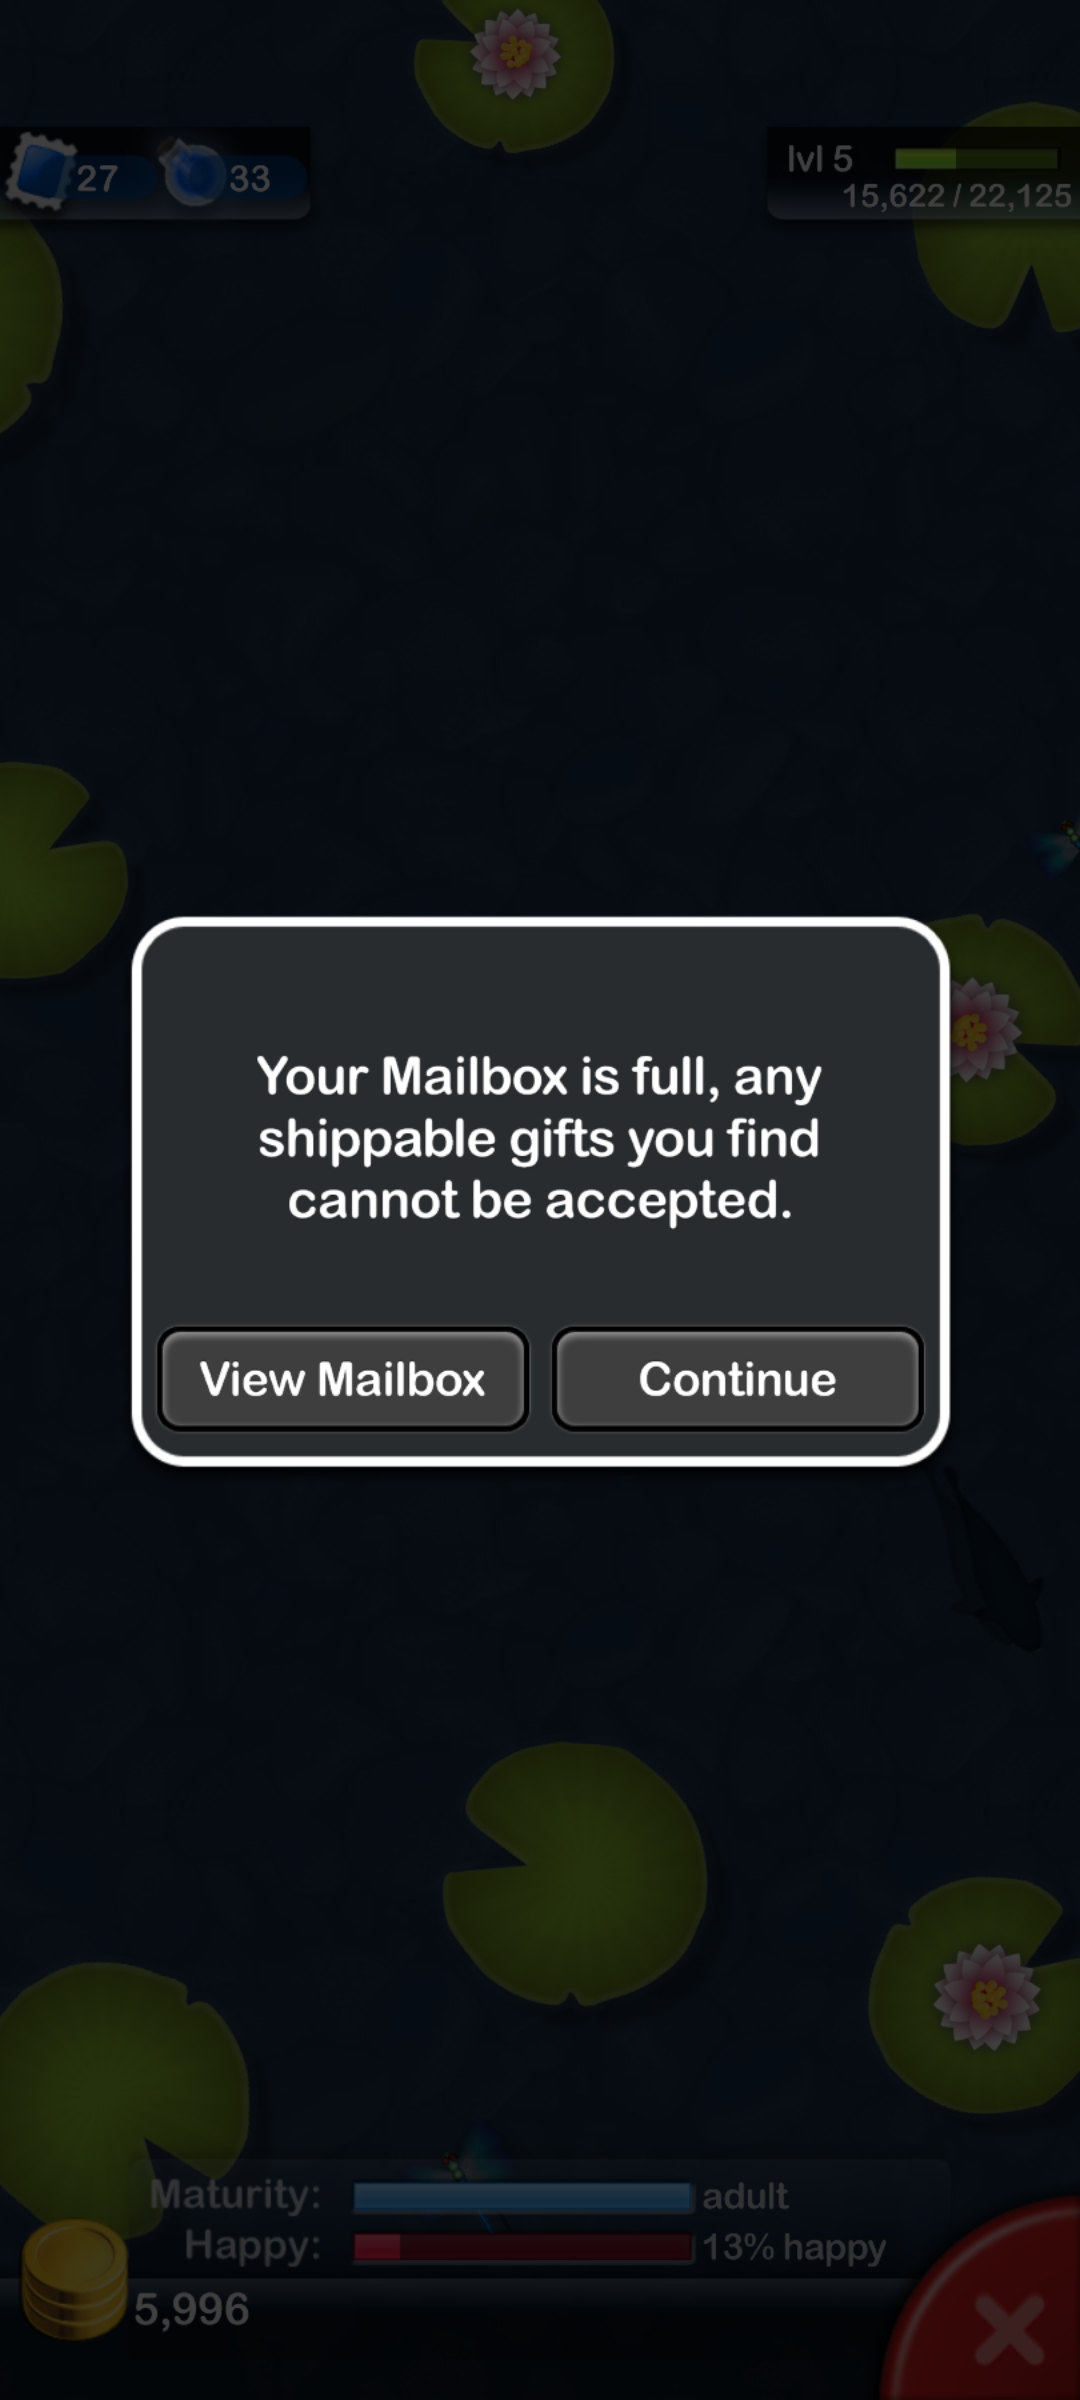 27 33
lvl 5
15,622 / 22,125
Your Mailbox is full, any
shippable gifts you find
cannot be accepted.
View Mailbox Continue
Maturity: adult
Happy: 13% happy
5,996